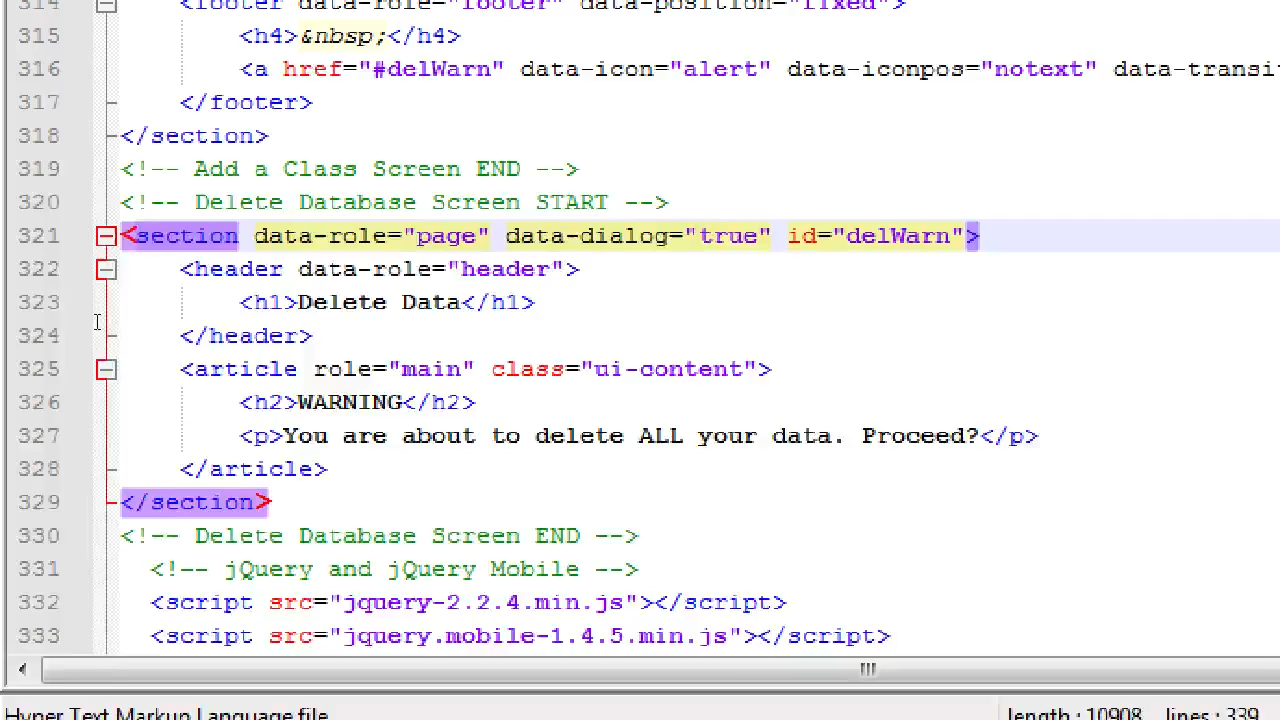 314 <footer data-role="footer" data-position="fixed">
315 <h4>&nbsp;</h4>
316 <a href="#delWarn" data-icon="alert" data-iconpos="notext" data-transi
317 </footer>
318 </section>
319 <!-- Add a Class Screen END -->
320 <!-- Delete Database Screen START -->
321 <section data-role="page" data-dialog="true" id="delWarn">
322 <header data-role="header">
323 <h1>Delete Data</h1>
324 </header>
325 <article role="main" class="ui-content">
326 <h2>WARNING</h2>
327 <p>You are about to delete ALL your data. Proceed?</p>
328 </article>
329 </section>
330 <!-- Delete Database Screen END -->
331 <!-- jQuery and jQuery Mobile -->
332 <script src="jquery-2.2.4.min.js"></script>
333 <script src="jquery.mobile-1.4.5.min.js"></script>
Hyper Text Markup Language file length : 10908 lines : 339